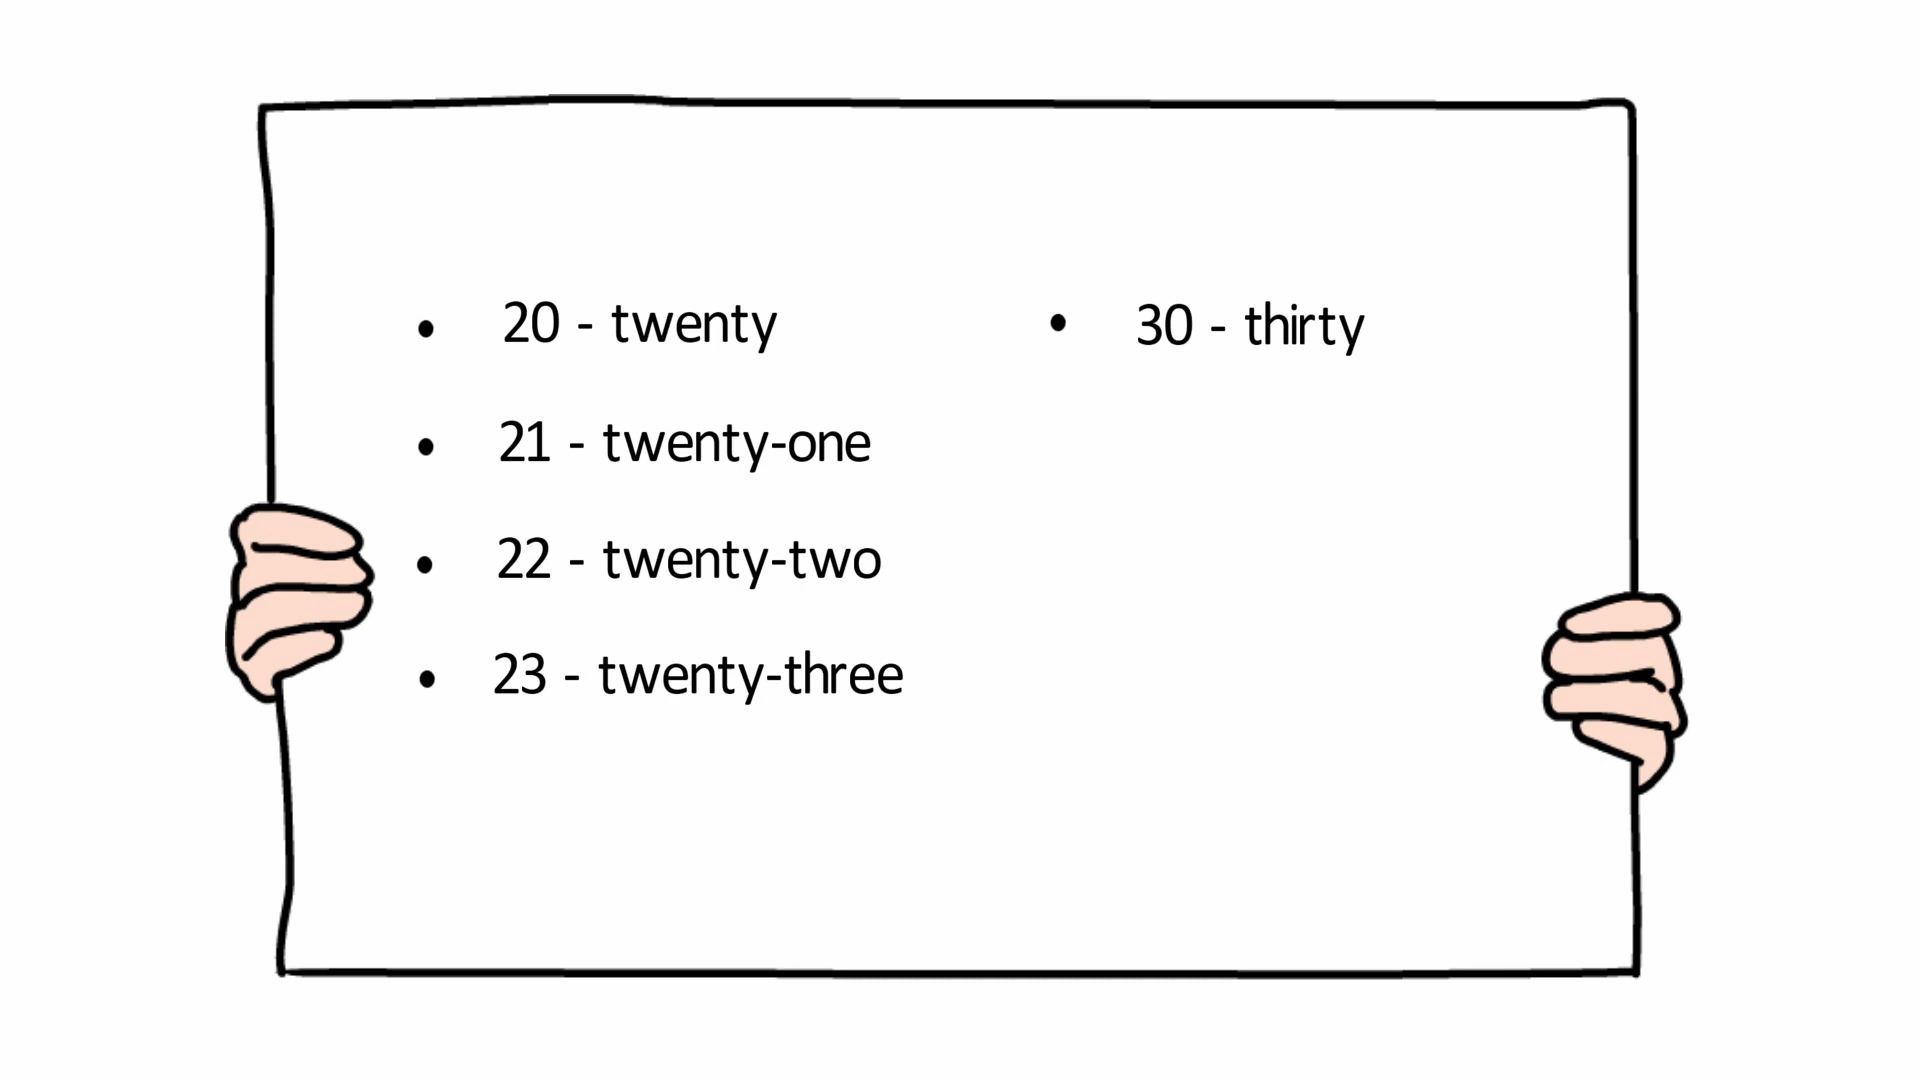 • 20 - twenty
• 21 - twenty-one
• 22 - twenty-two
• 23 - twenty-three
• 30 - thirty